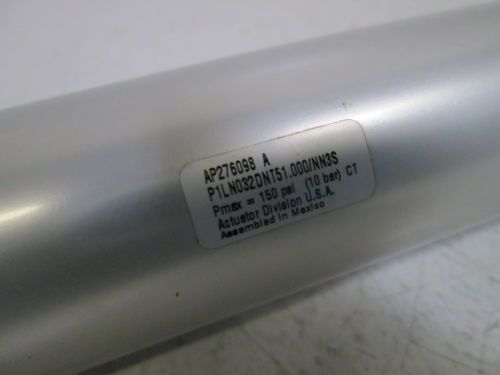 AP276098 A
P1LN032DNT51.000/NN3S
Pmax = 150 psi (10 bar) CT
Actuator Division U.S.A.
Assembled in Mexico